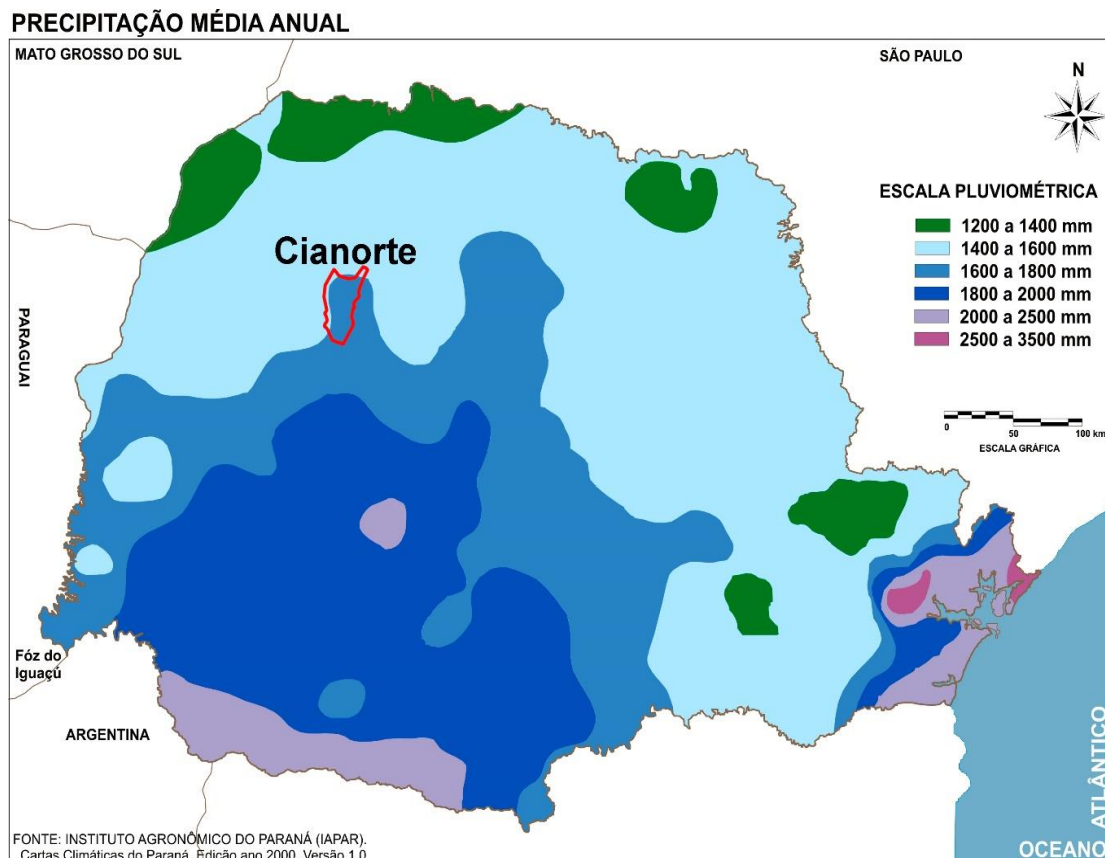 PRECIPITAÇÃO MÉDIA ANUAL
MATO GROSSO DO SUL
SÃO PAULO
N
ESCALA PLUVIOMÉTRICA
1200 a 1400 mm
1400 a 1600 mm
1600 a 1800 mm
1800 a 2000 mm
2000 a 2500 mm
2500 a 3500 mm
Cianorte
PARAGUAI
0 50 100 km
ESCALA GRÁFICA
Fóz do
Iguaçú
ARGENTINA
OCEANO ATLÂNTICO
FONTE: INSTITUTO AGRONÔMICO DO PARANÁ (IAPAR).
Cartas Climáticas do Paraná. Edição ano 2000. Versão 1.0